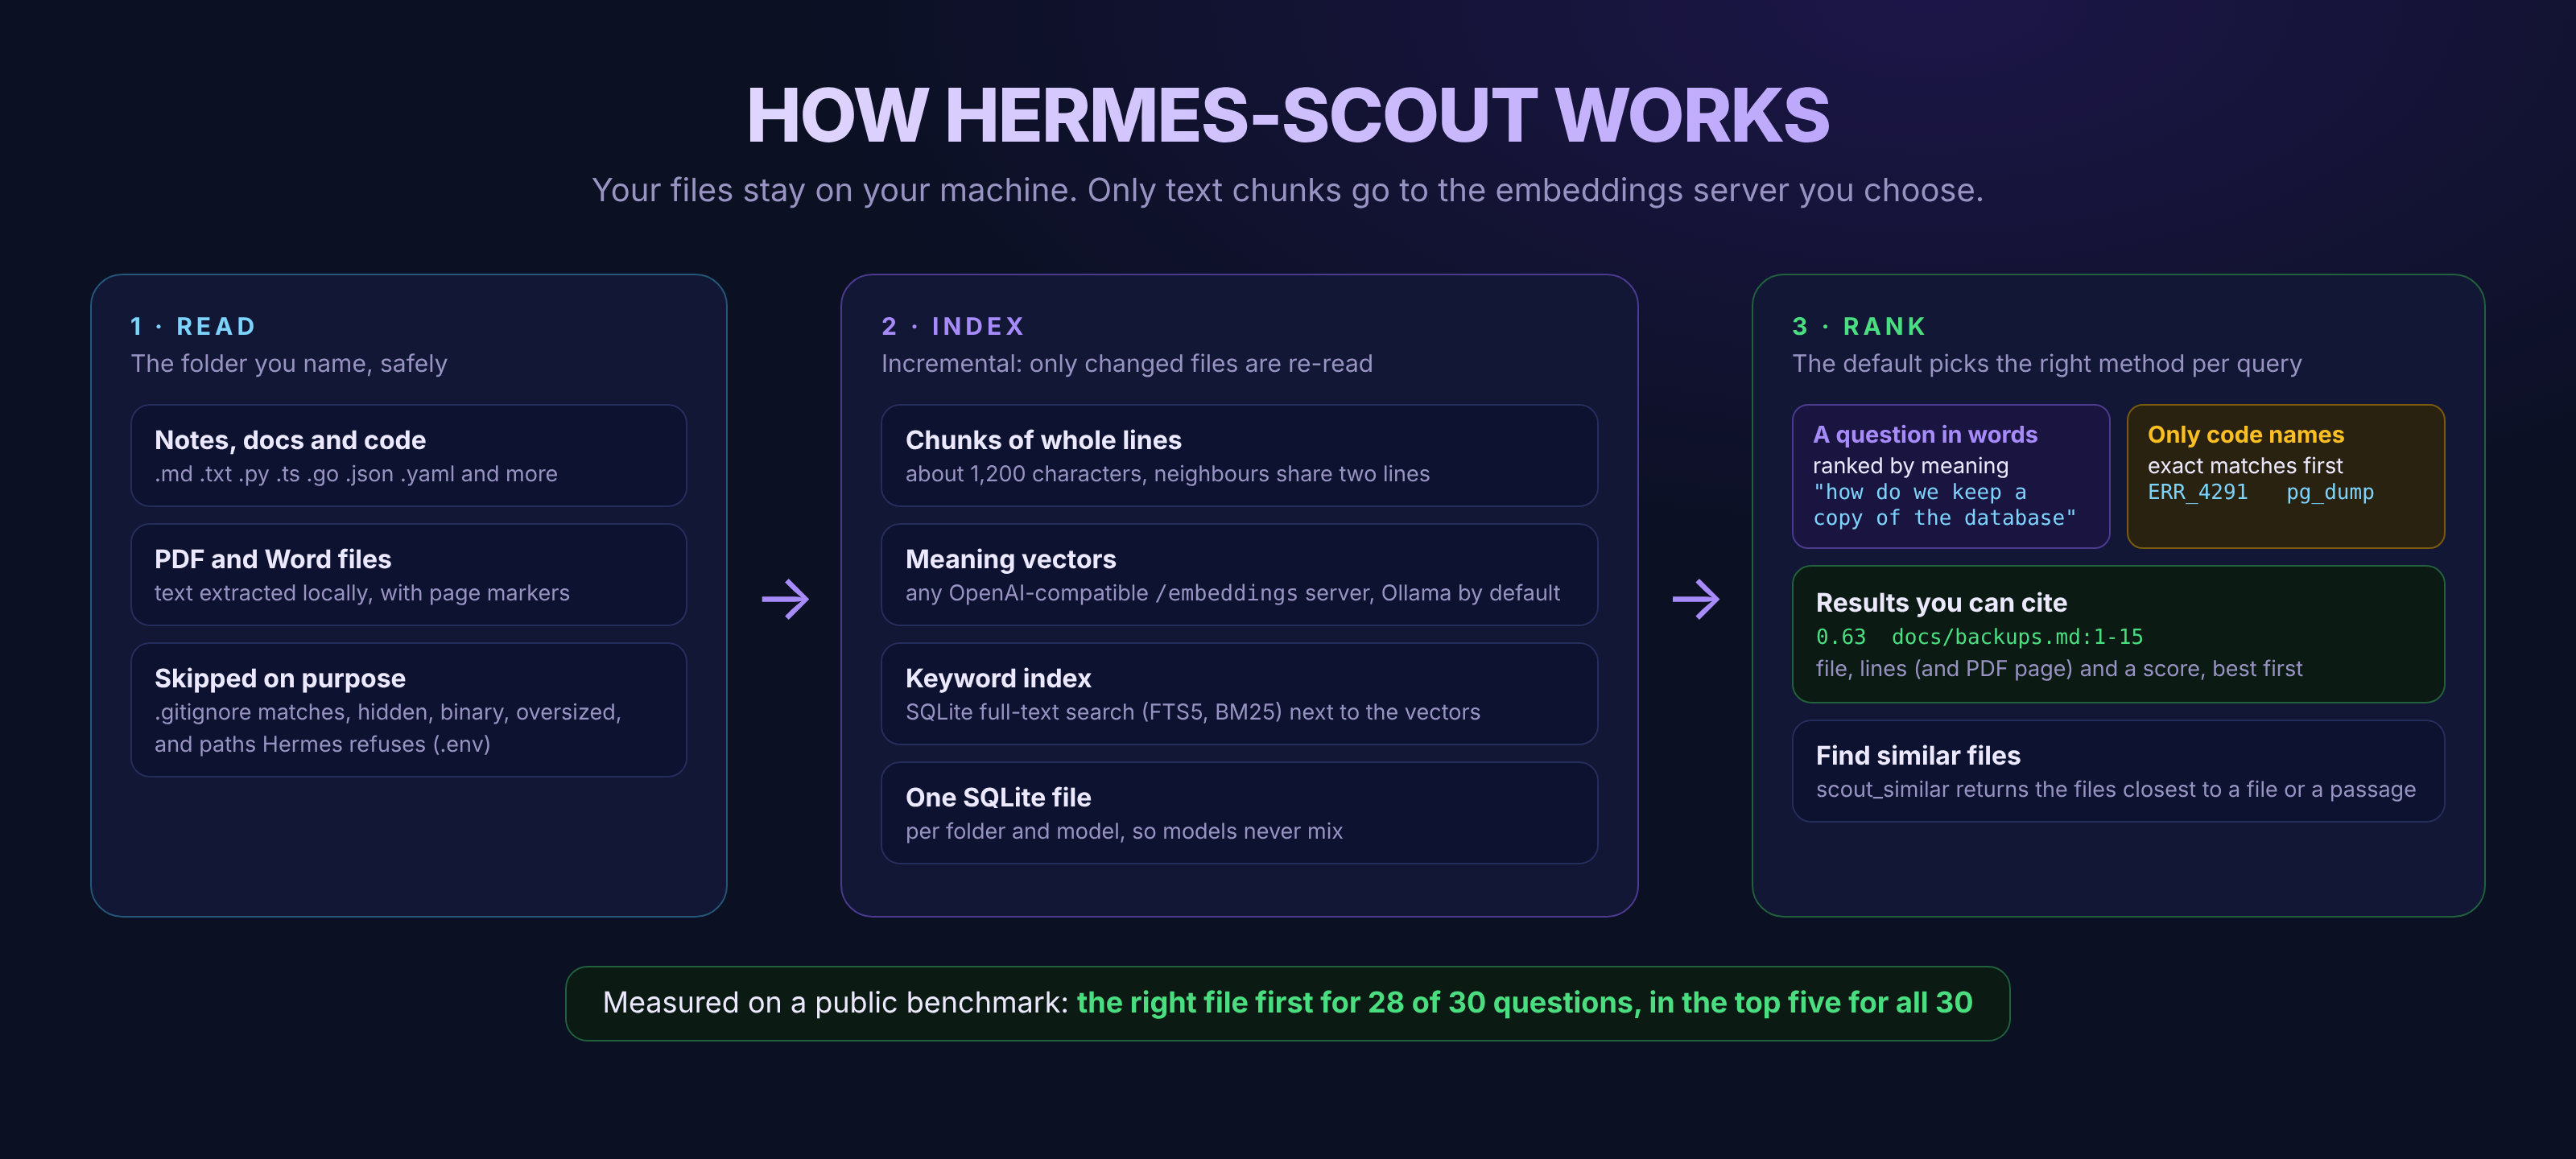 HOW HERMES-SCOUT WORKS
Your files stay on your machine. Only text chunks go to the embeddings server you choose.
1 · READ
The folder you name, safely
Notes, docs and code
.md .txt .py .ts .go .json .yaml and more
PDF and Word files
text extracted locally, with page markers
Skipped on purpose
.gitignore matches, hidden, binary, oversized,
and paths Hermes refuses (.env)
→
2 · INDEX
Incremental: only changed files are re-read
Chunks of whole lines
about 1,200 characters, neighbours share two lines
Meaning vectors
any OpenAI-compatible /embeddings server, Ollama by default
Keyword index
SQLite full-text search (FTS5, BM25) next to the vectors
One SQLite file
per folder and model, so models never mix
→
3 · RANK
The default picks the right method per query
A question in words
ranked by meaning
"how do we keep a
copy of the database"
Only code names
exact matches first
ERR_4291 pg_dump
Results you can cite
0.63 docs/backups.md:1-15
file, lines (and PDF page) and a score, best first
Find similar files
scout_similar returns the files closest to a file or a passage
Measured on a public benchmark: the right file first for 28 of 30 questions, in the top five for all 30